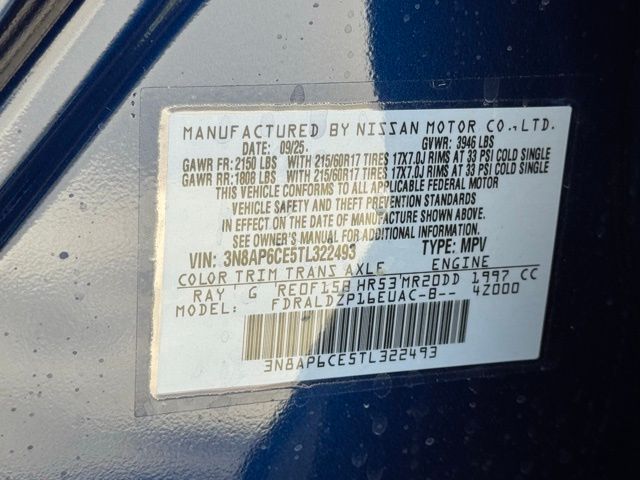 MANUFACTURED BY NISSAN MOTOR CO.,LTD.
DATE: 09/25 GVWR: 3946 LBS
GAWR FR: 2150 LBS WITH 215/60R17 TIRES 17X7.0J RIMS AT 33 PSI COLD SINGLE
GAWR RR: 1808 LBS WITH 215/60R17 TIRES 17X7.0J RIMS AT 33 PSI COLD SINGLE
THIS VEHICLE CONFORMS TO ALL APPLICABLE FEDERAL MOTOR
VEHICLE SAFETY AND THEFT PREVENTION STANDARDS
IN EFFECT ON THE DATE OF MANUFACTURE SHOWN ABOVE.
SEE OWNER'S MANUAL FOR ADDITIONAL INFORMATION.
VIN: 3N8AP6CE5TL322493 TYPE: MPV
COLOR TRIM TRANS AXLE ENGINE
RAY G RE0F15B HR53 MR20DD 1997 CC
MODEL: FDRALDZP16EUAC-B-- 4Z000
3N8AP6CE5TL322493